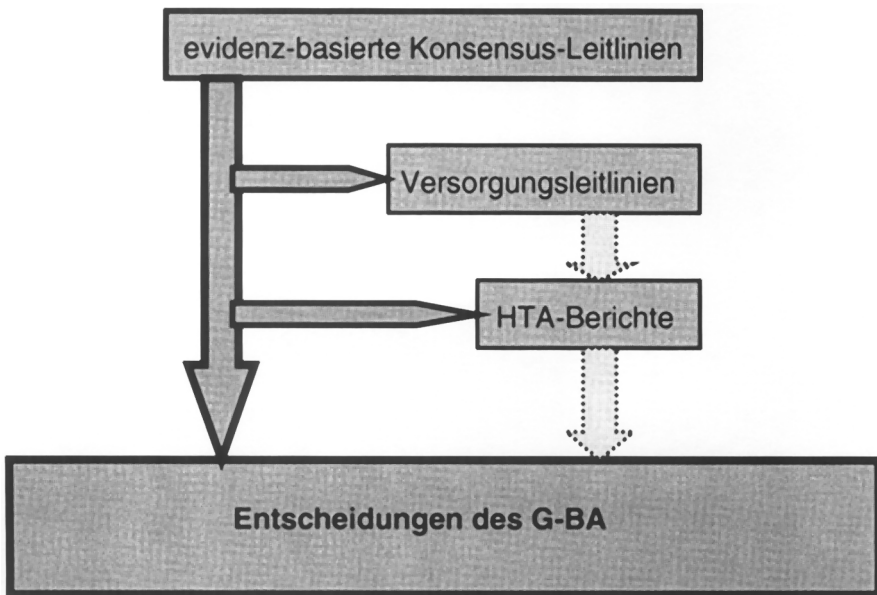 evidenz-basierte Konsensus-Leitlinien
Versorgungsleitlinien
HTA-Berichte
Entscheidungen des G-BA